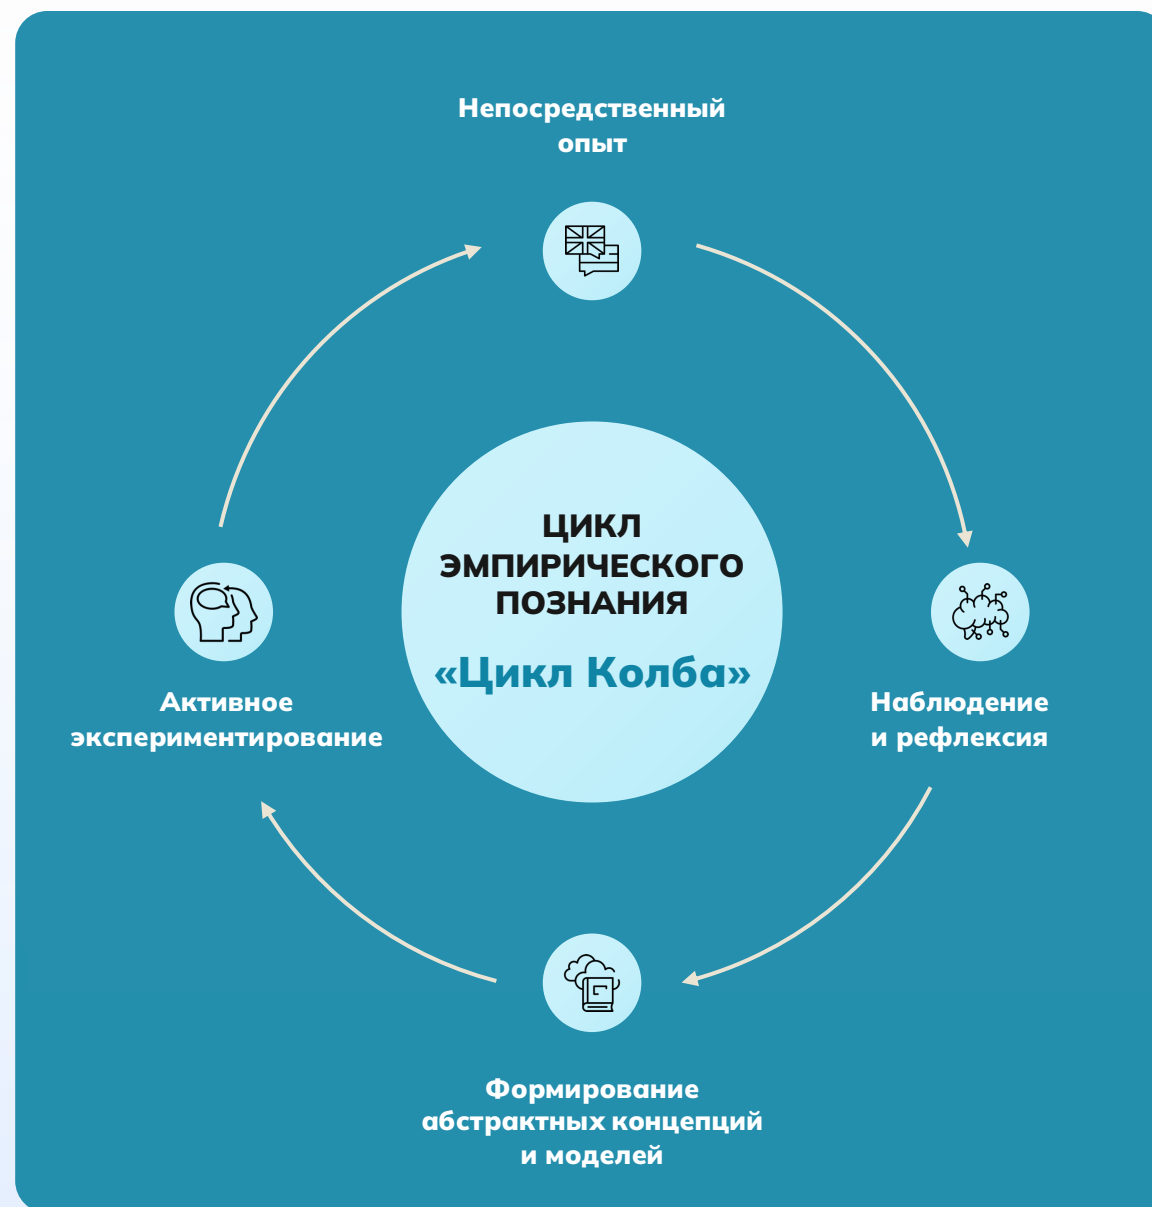 Непосредственный
опыт
ЦИКЛ
ЭМПИРИЧЕСКОГО
ПОЗНАНИЯ
«Цикл Колба»
Активное
экспериментирование
Наблюдение
и рефлексия
Формирование
абстрактных концепций
и моделей